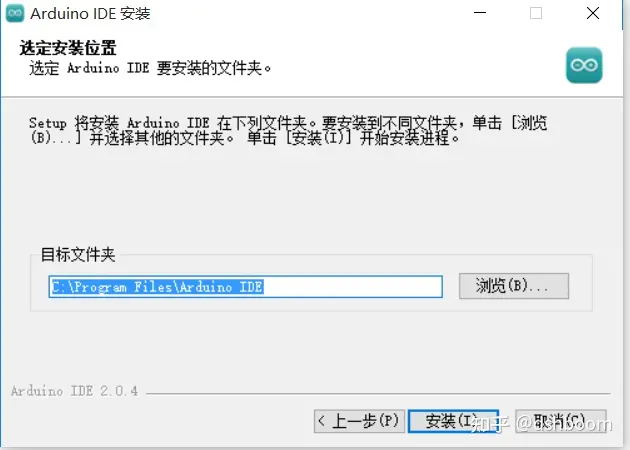 Arduino IDE 安装
选定安装位置
选定 Arduino IDE 要安装的文件夹。
Setup 将安装 Arduino IDE 在下列文件夹。要安装到不同文件夹，单击 [浏览
(B)...] 并选择其他的文件夹。 单击 [安装(I)] 开始安装进程。
目标文件夹
C:\Program Files\Arduino IDE
浏览(B)...
Arduino IDE 2.0.4
< 上一步(P)
安装(I)
取消(C)
知乎